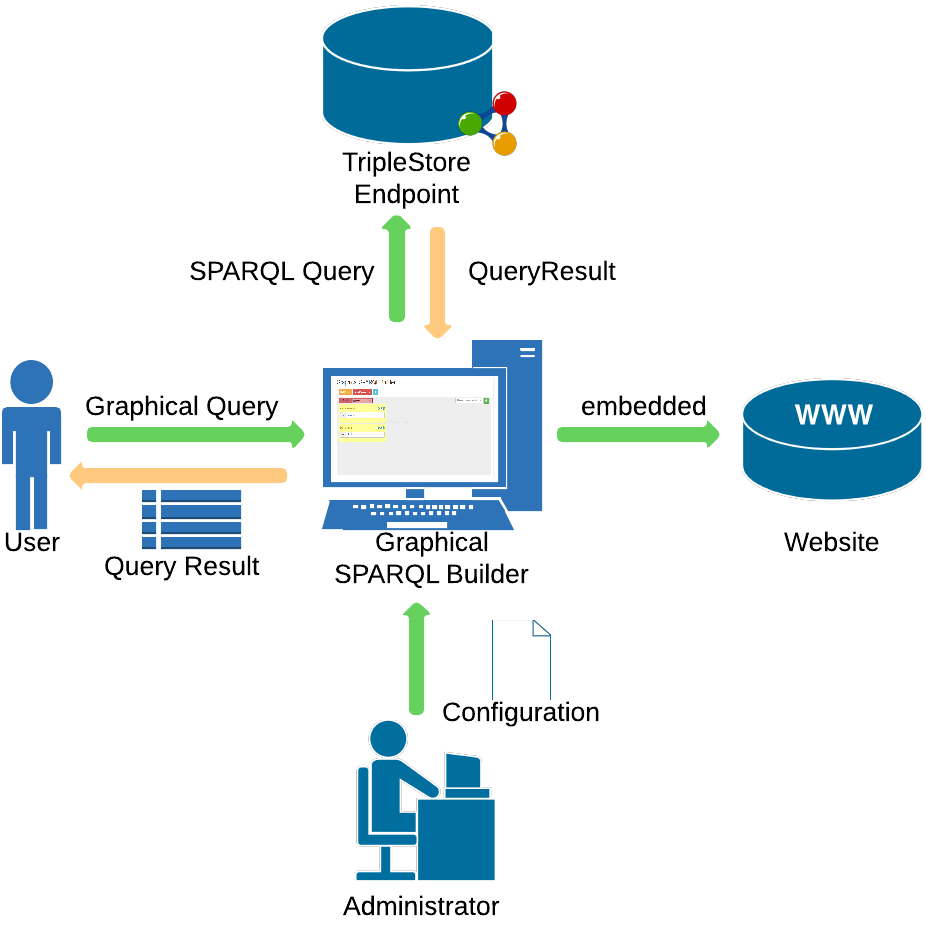 TripleStore
Endpoint
SPARQL Query
QueryResult
Graphical Query
embedded
WWW
User
Query Result
Graphical
SPARQL Builder
Website
Configuration
Administrator